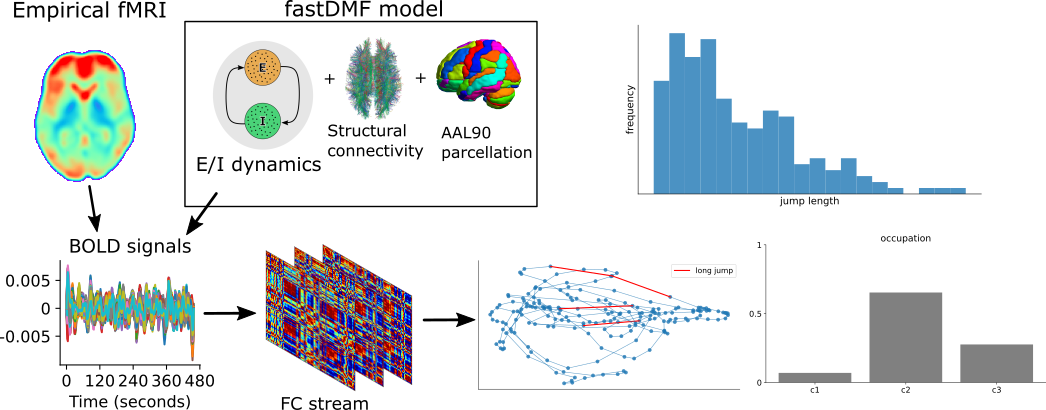 Empirical fMRI
fastDMF model
E
I
E/I dynamics
+
Structural
connectivity
+
AAL90
parcellation
frequency
jump length
BOLD signals
0.005
0
-0.005
0 120 240 360 480
Time (seconds)
FC stream
long jump
occupation
1
0.5
0
c1 c2 c3